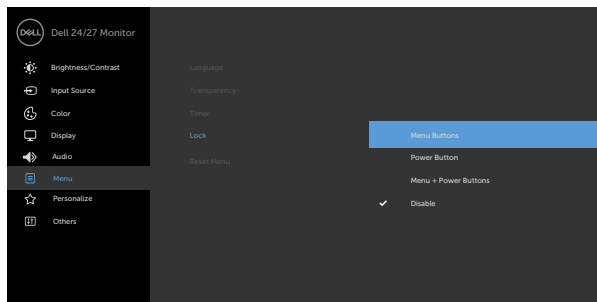 DELL Dell 24/27 Monitor
Brightness/Contrast
Input Source
Color
Display
Audio
Menu
Personalize
Others
Language
Transparency
Timer
Lock
Reset Menu
Menu Buttons
Power Button
Menu + Power Buttons
Disable